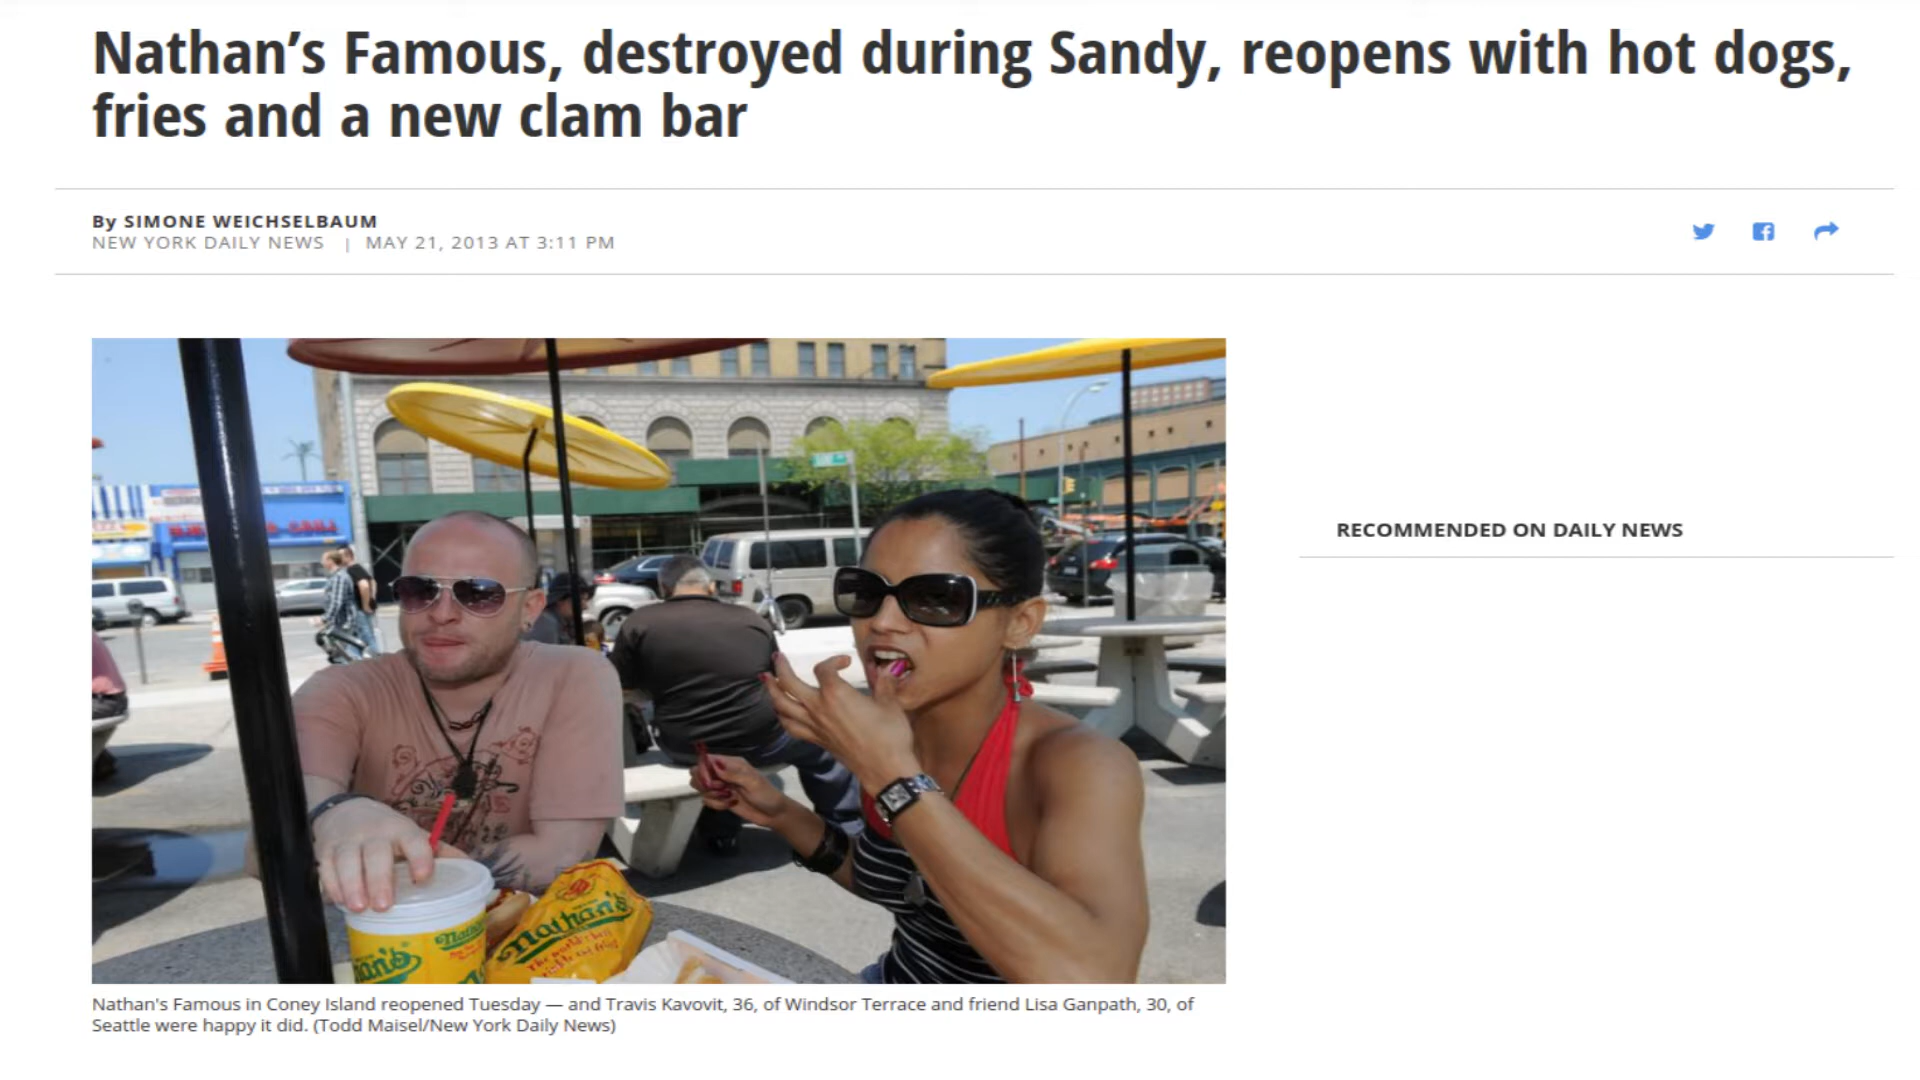 Nathan’s Famous, destroyed during Sandy, reopens with hot dogs,
fries and a new clam bar
By SIMONE WEICHSELBAUM
NEW YORK DAILY NEWS | MAY 21, 2013 AT 3:11 PM
RECOMMENDED ON DAILY NEWS
Nathan's
Nathan's Famous in Coney Island reopened Tuesday — and Travis Kavovit, 36, of Windsor Terrace and friend Lisa Ganpath, 30, of
Seattle were happy it did. (Todd Maisel/New York Daily News)